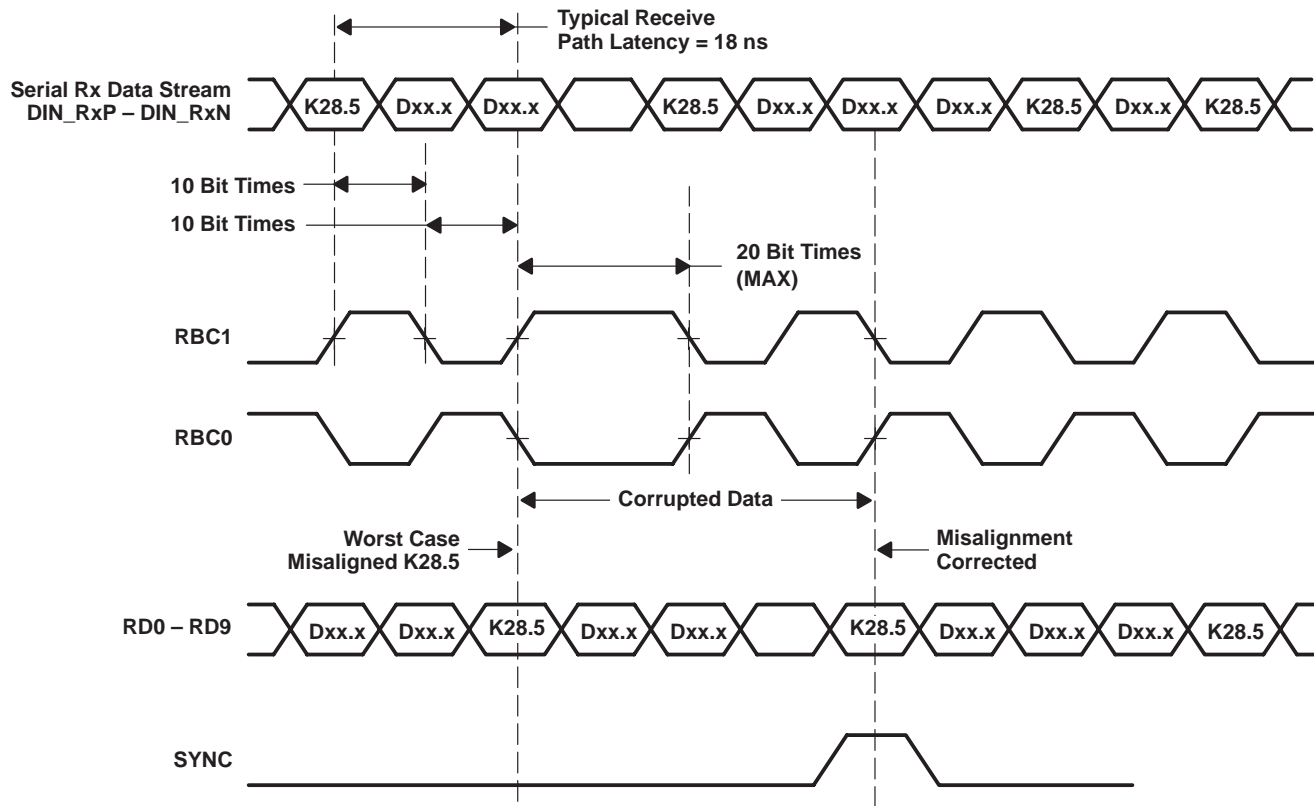 Typical Receive
Path Latency = 18 ns
Serial Rx Data Stream
DIN_RxP – DIN_RxN
K28.5 Dxx.x Dxx.x K28.5 Dxx.x Dxx.x Dxx.x K28.5 Dxx.x K28.5
10 Bit Times
10 Bit Times
20 Bit Times
(MAX)
RBC1
RBC0
Corrupted Data
Worst Case
Misaligned K28.5
Misalignment
Corrected
RD0 – RD9
Dxx.x Dxx.x K28.5 Dxx.x Dxx.x K28.5 Dxx.x Dxx.x Dxx.x K28.5
SYNC